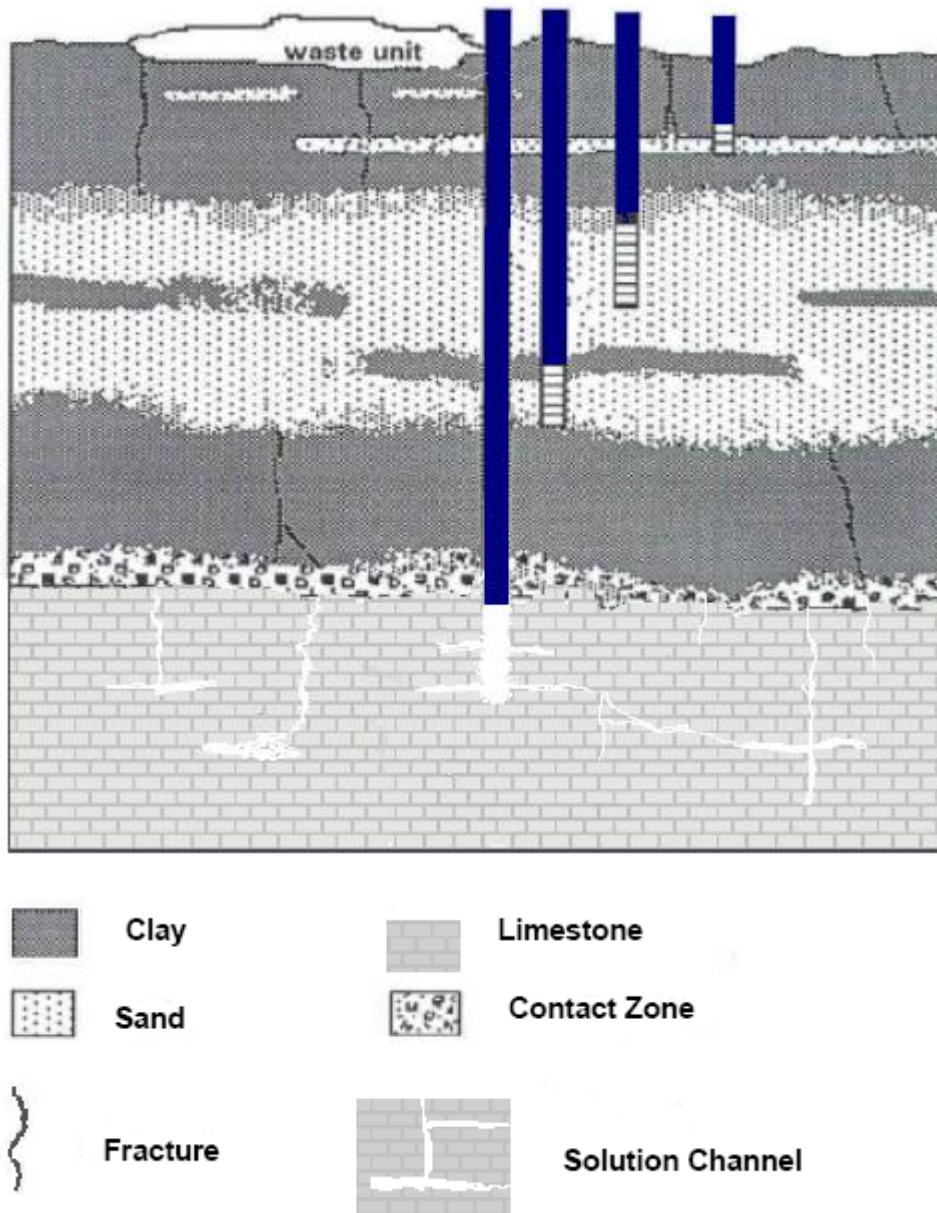 waste unit
Clay
Limestone
Sand
Contact Zone
Fracture
Solution Channel